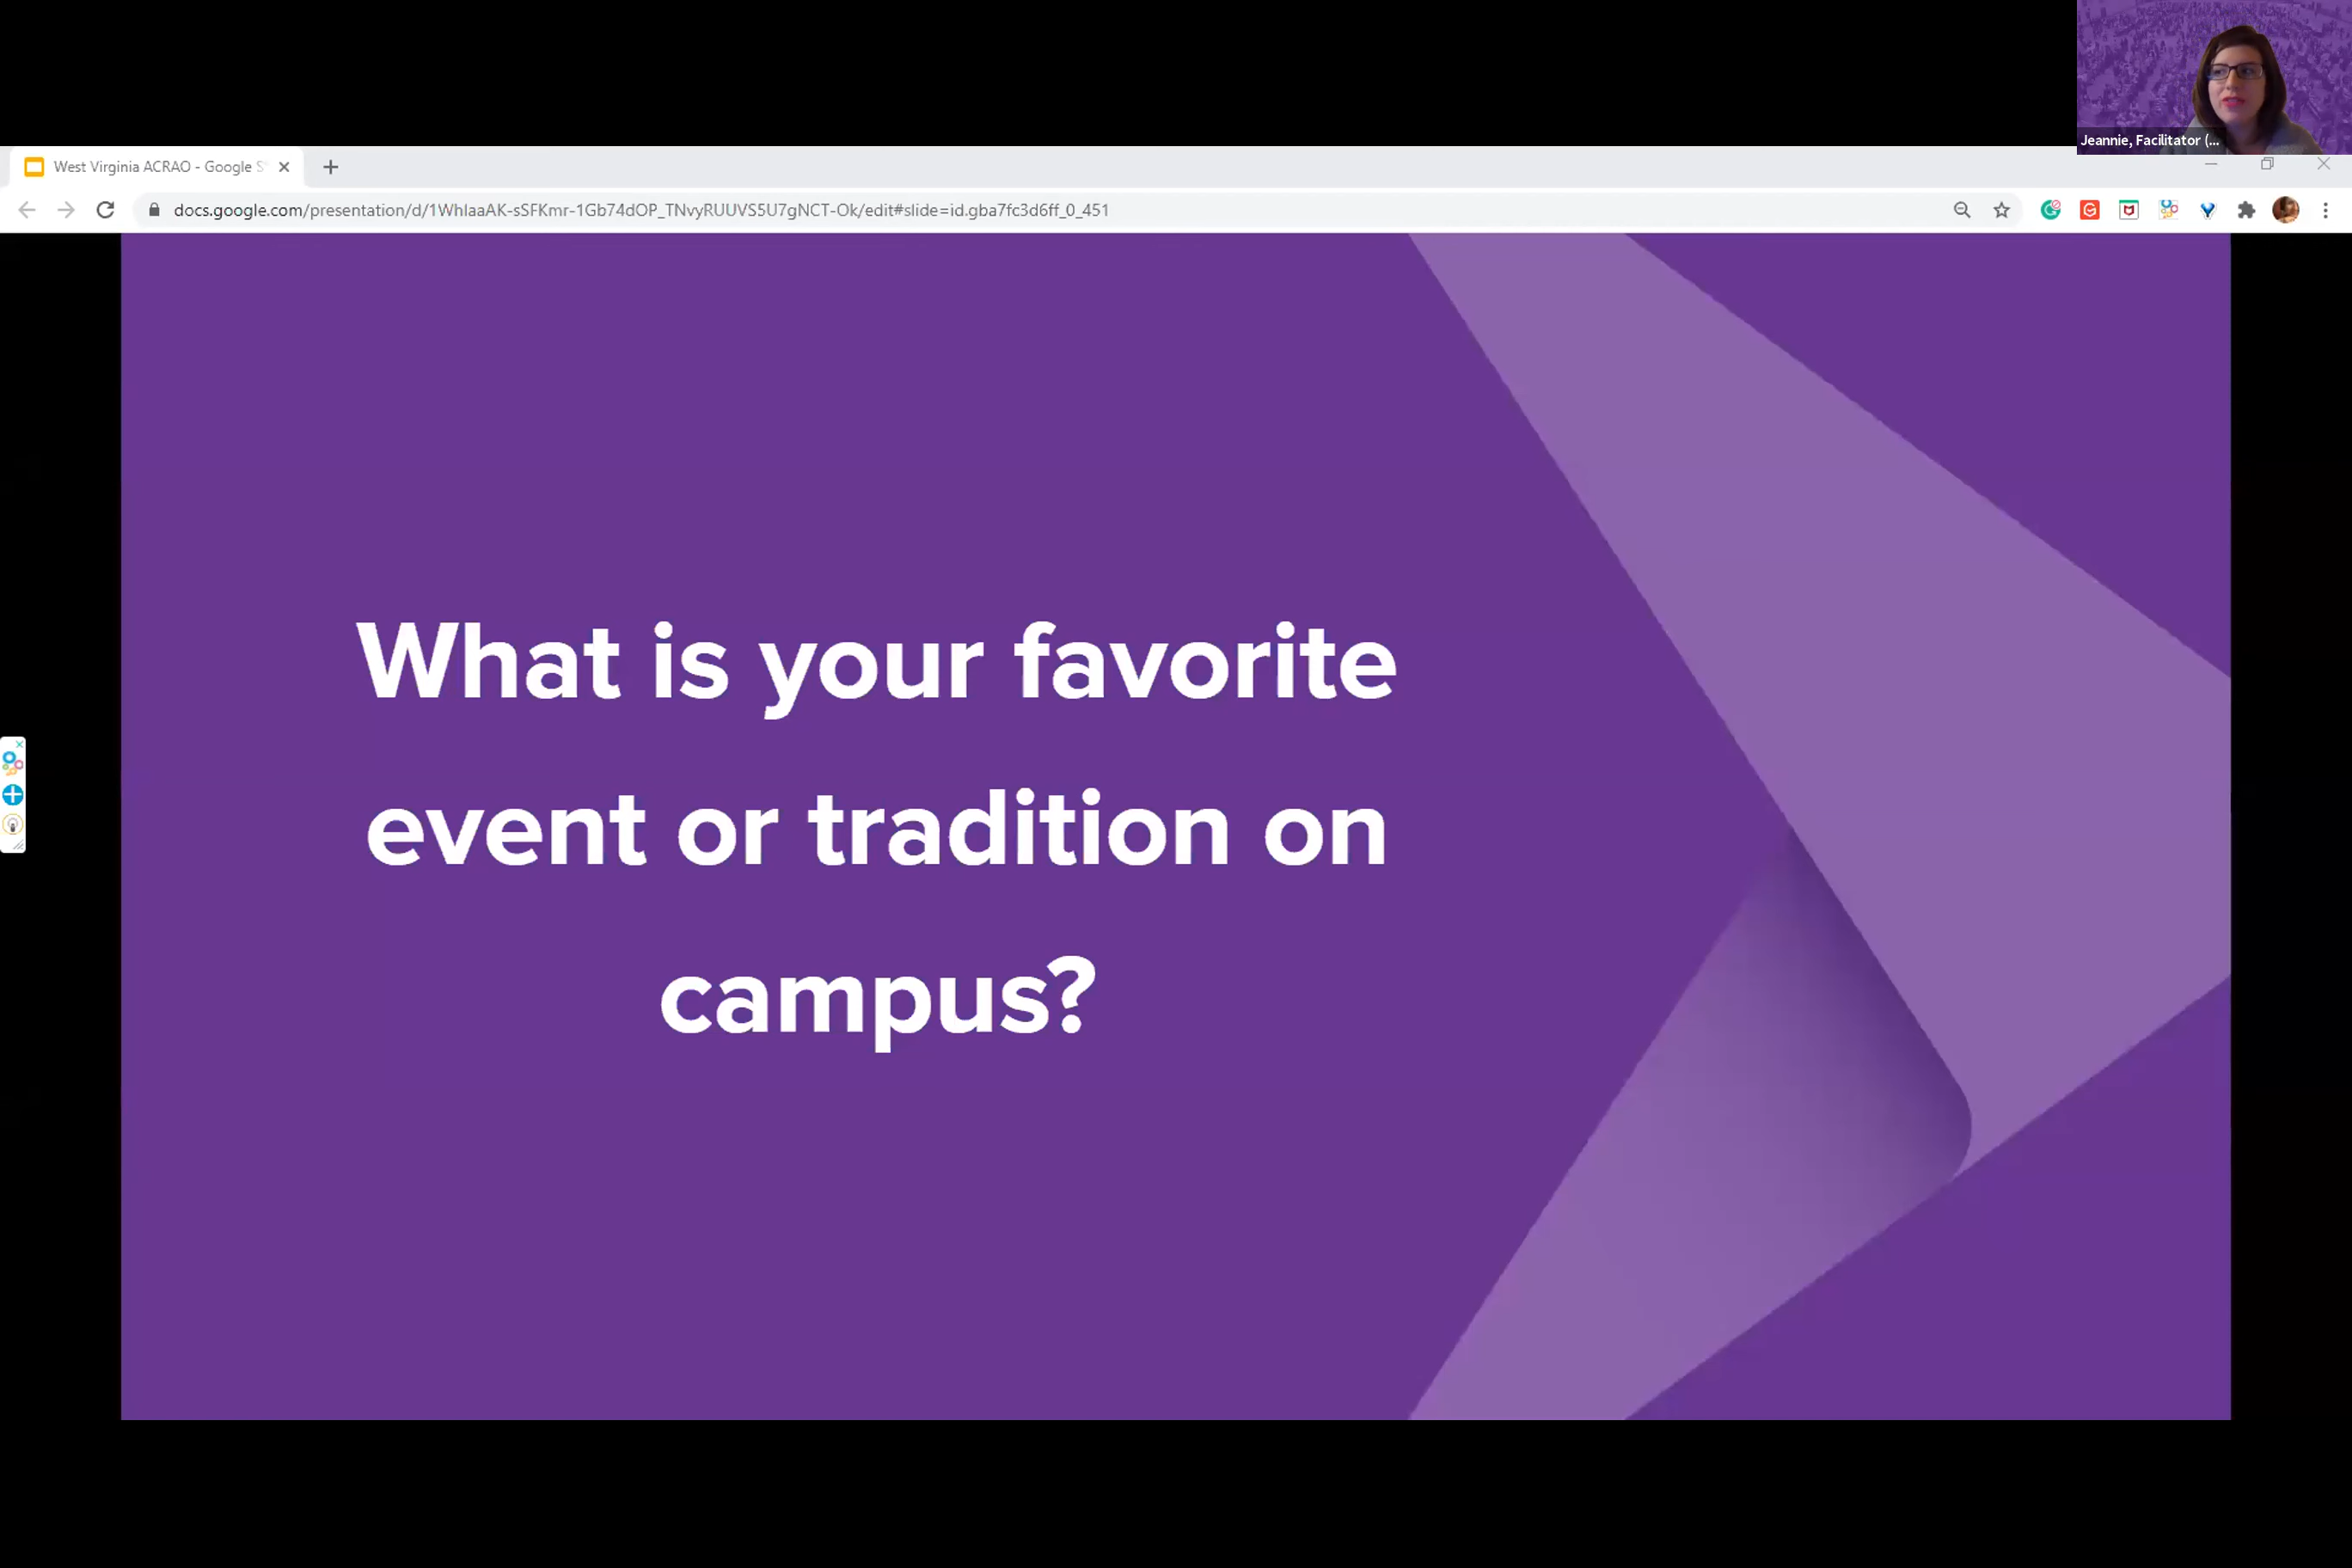 Jeannie, Facilitator (...
West Virginia ACRAO - Google S
docs.google.com/presentation/d/1WhIaaAK-sSFKmr-1Gb74dOP_TNvyRUUVS5U7gNCT-Ok/edit#slide=id.gba7fc3d6ff_0_451
What is your favorite
event or tradition on
campus?